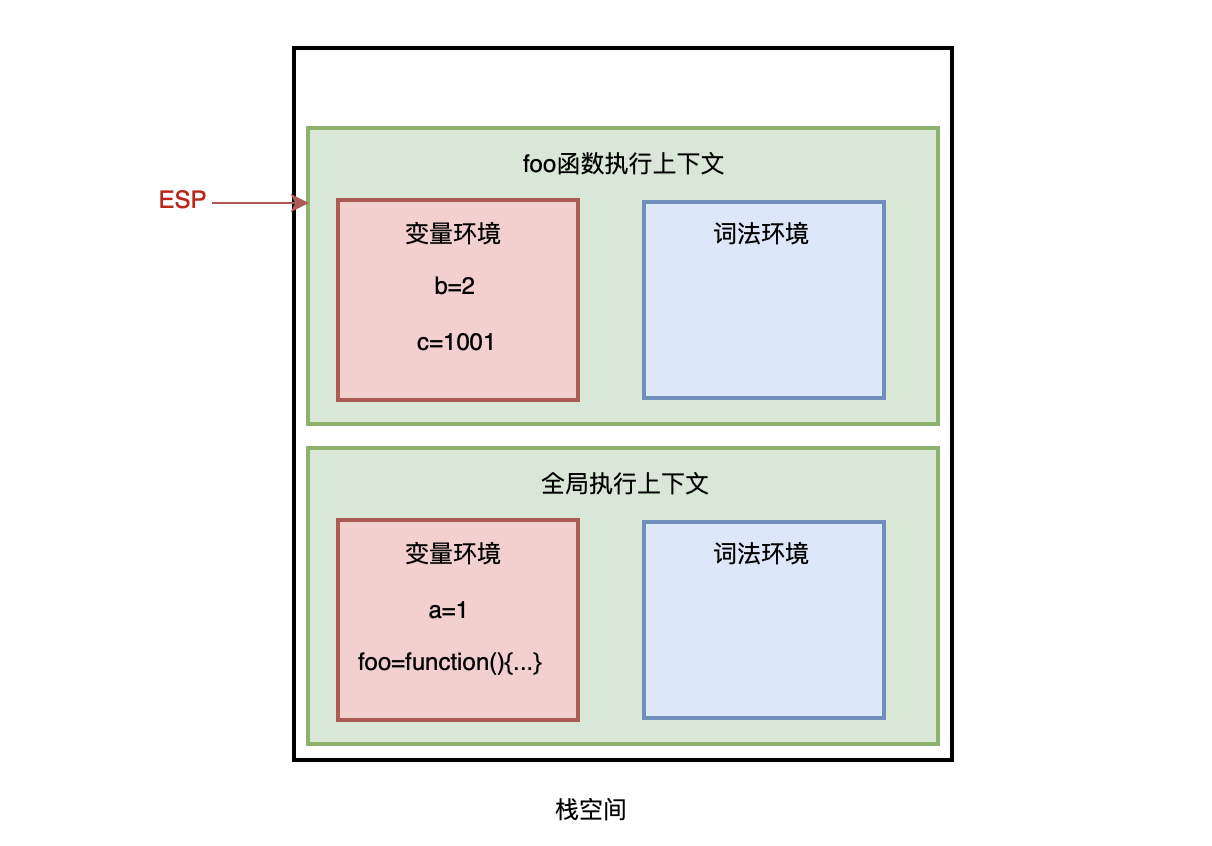 foo函数执行上下文
ESP
变量环境
词法环境
b=2
c=1001
全局执行上下文
变量环境
词法环境
a=1
foo=function(){...}
栈空间